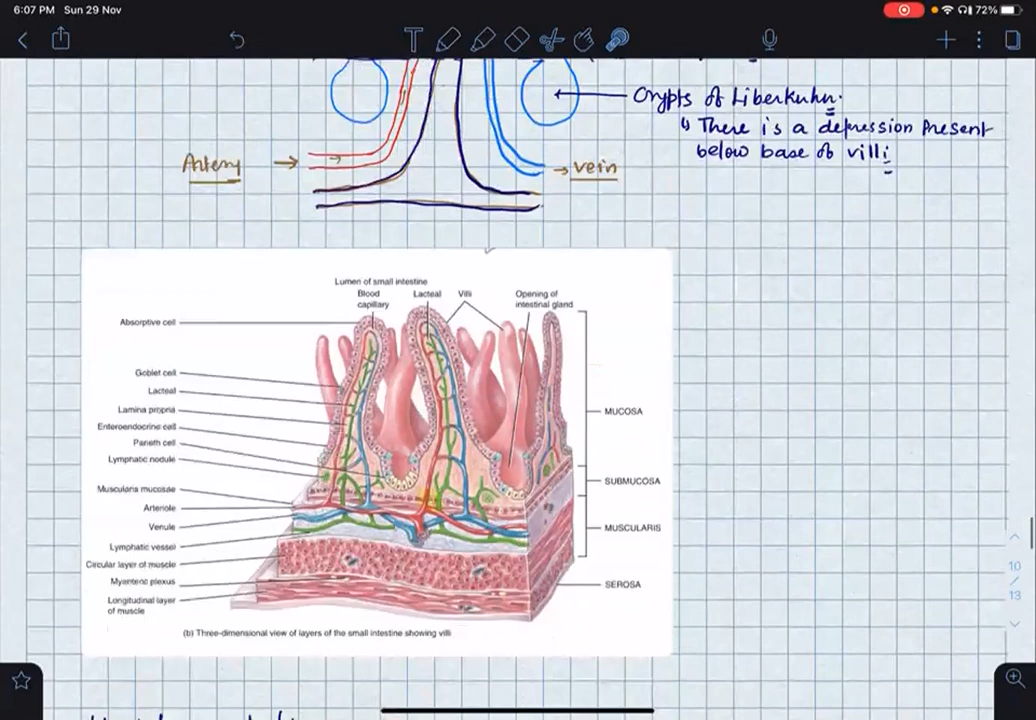 6:07 PM Sun 29 Nov
72%
Crypts of Liberkuhn.
There is a depression present
below base of villi
Artery
vein
Lumen of small intestine
Blood capillary
Lacteal
Villi
Opening of intestinal gland
Absorptive cell
Goblet cell
Lacteal
Lamina propria
Enteroendocrine cell
Paneth cell
Lymphatic nodule
Muscularis mucosae
Arteriole
Venule
Lymphatic vessel
Circular layer of muscle
Myenteric plexus
Longitudinal layer
of muscle
MUCOSA
SUBMUCOSA
MUSCULARIS
SEROSA
(b) Three-dimensional view of layers of the small intestine showing villi
10
/
13